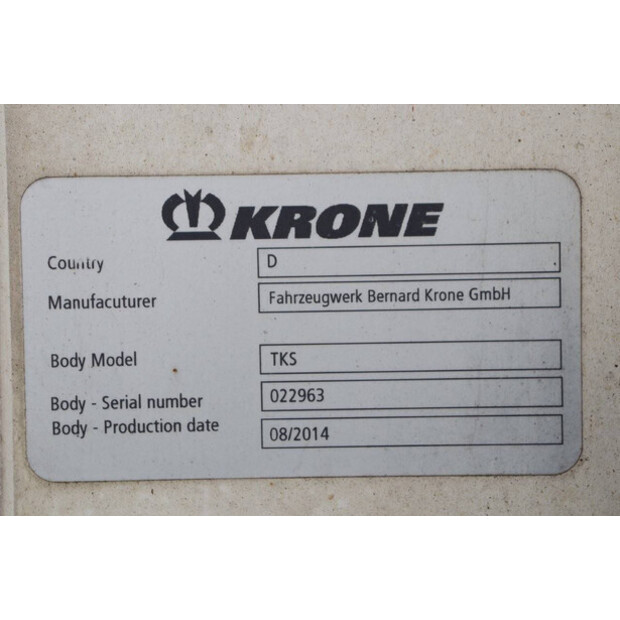 KRONE
Country D
Manufacuturer Fahrzeugwerk Bernard Krone GmbH
Body Model TKS
Body - Serial number 022963
Body - Production date 08/2014